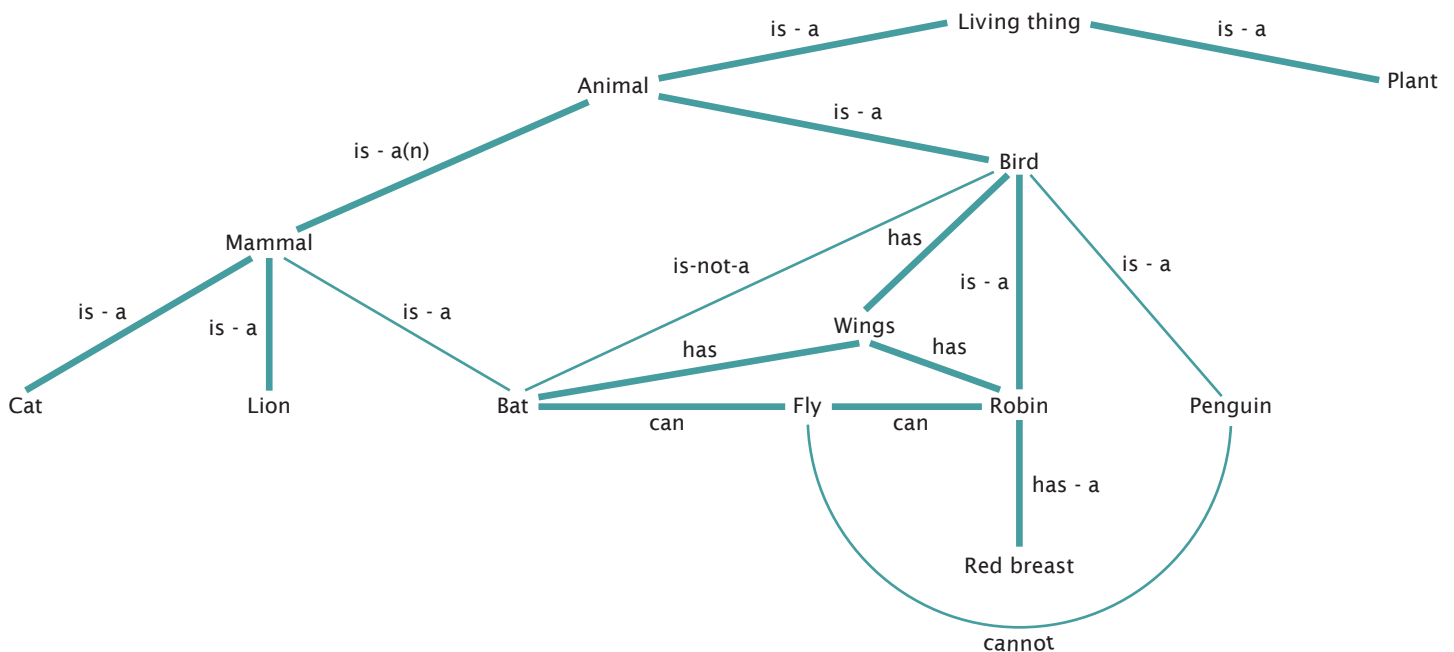 Living thing
is - a
is - a
Animal
Plant
is - a
is - a(n)
Bird
Mammal
has
is-not-a
is - a
is - a
is - a
is - a
is - a
Wings
has
has
Cat
Lion
Bat
Fly
Robin
Penguin
can
can
has - a
Red breast
cannot